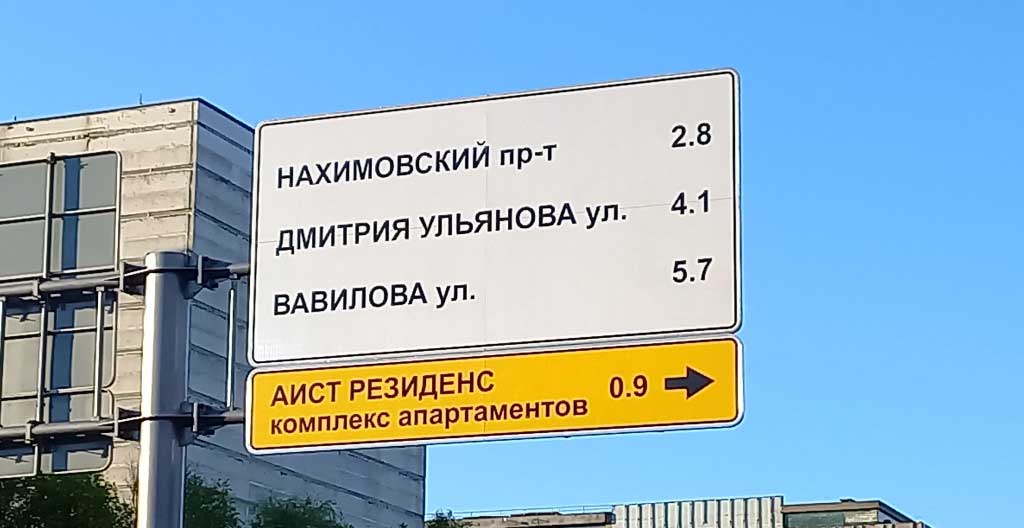 НАХИМОВСКИЙ пр-т 2.8
ДМИТРИЯ УЛЬЯНОВА ул. 4.1
ВАВИЛОВА ул. 5.7
АИСТ РЕЗИДЕНС
комплекс апартаментов 0.9